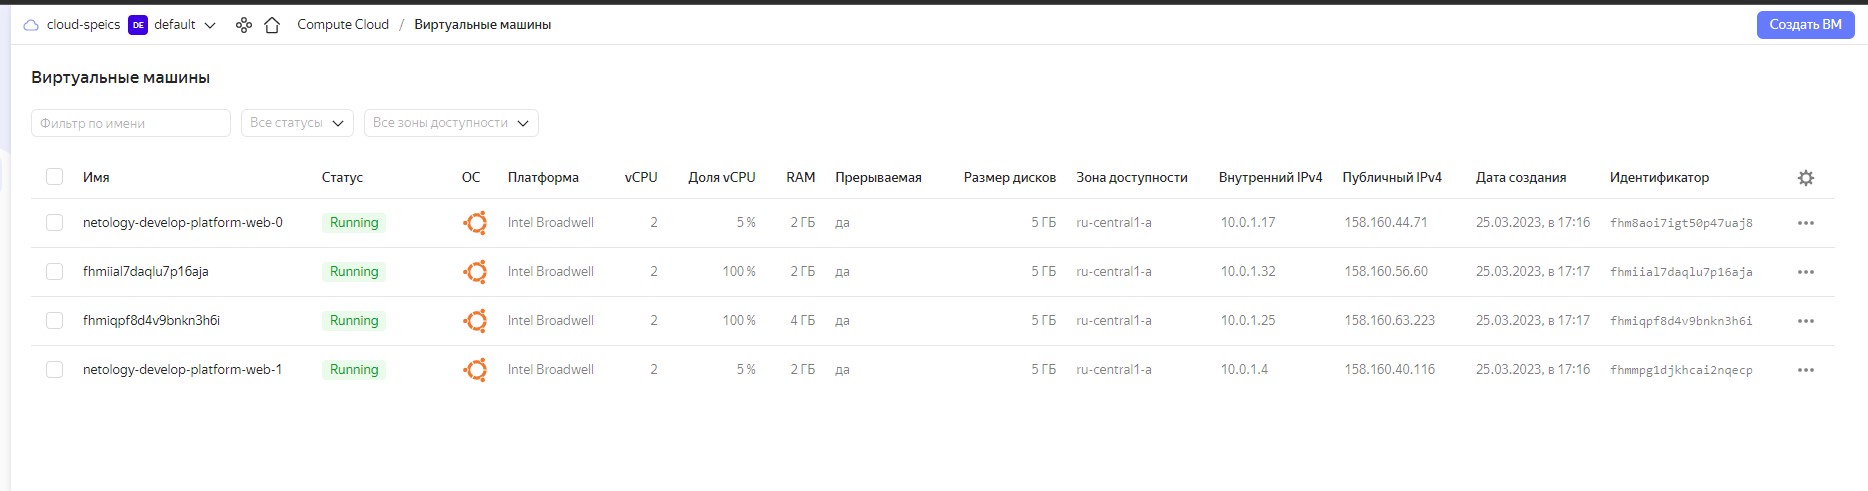 cloud-speics DE default Compute Cloud / Виртуальные машины Создать ВМ
Виртуальные машины
Фильтр по имени Все статусы Все зоны доступности
Имя Статус ОС Платформа vCPU Доля vCPU RAM Прерываемая Размер дисков Зона доступности Внутренний IPv4 Публичный IPv4 Дата создания Идентификатор
netology-develop-platform-web-0 Running Intel Broadwell 2 5 % 2 ГБ да 5 ГБ ru-central1-a 10.0.1.17 158.160.44.71 25.03.2023, в 17:16 fhm8aoi7igt50p47uaj8
fhmiial7daqlu7p16aja Running Intel Broadwell 2 100 % 2 ГБ да 5 ГБ ru-central1-a 10.0.1.32 158.160.56.60 25.03.2023, в 17:17 fhmiial7daqlu7p16aja
fhmiqpf8d4v9bnkn3h6i Running Intel Broadwell 2 100 % 4 ГБ да 5 ГБ ru-central1-a 10.0.1.25 158.160.63.223 25.03.2023, в 17:17 fhmiqpf8d4v9bnkn3h6i
netology-develop-platform-web-1 Running Intel Broadwell 2 5 % 2 ГБ да 5 ГБ ru-central1-a 10.0.1.4 158.160.40.116 25.03.2023, в 17:16 fhmmpg1djkhcai2nqecp